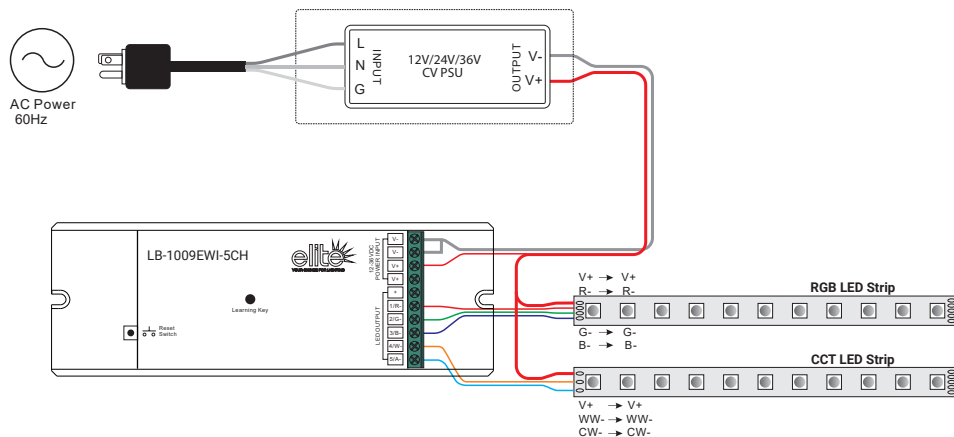 AC Power
60Hz
L
N
G
INPUT
12V/24V/36V
CV PSU
OUTPUT
V-
V+
LB-1009EWI-5CH
elite
Learning Key
Reset
Switch
12-36VDC
POWER INPUT
V-
V-
V+
V+
LED OUTPUT
+
1/R-
2/G-
3/B-
4/W-
5/A-
V+ → V+
R- → R-
RGB LED Strip
G- → G-
B- → B-
CCT LED Strip
V+ → V+
WW- → WW-
CW- → CW-